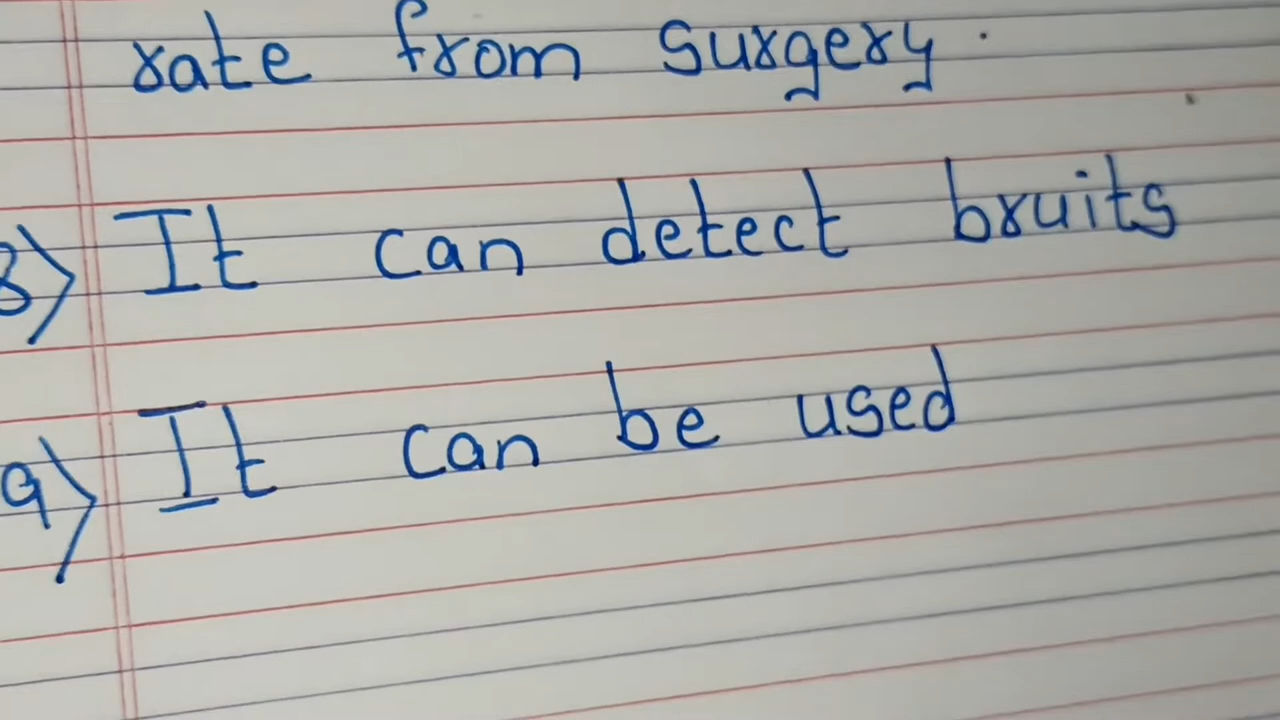 rate from surgery.
8) It can detect bruits
9) It can be used